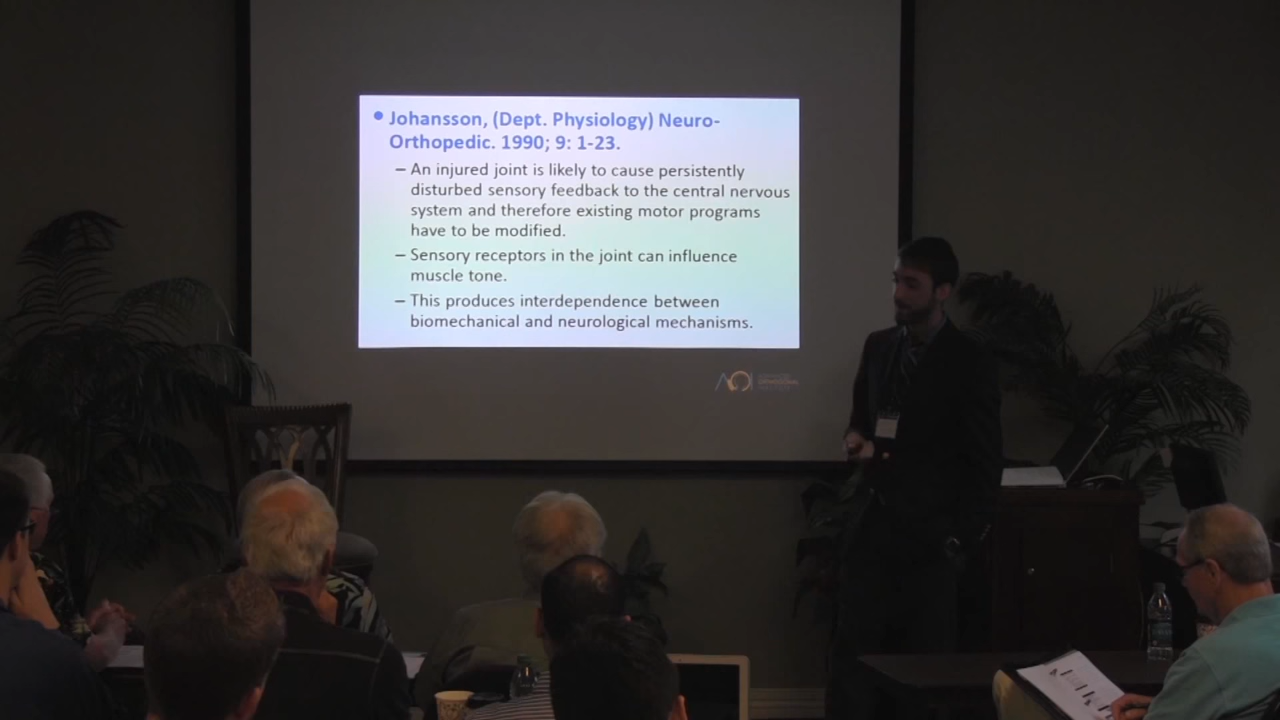 • Johansson, (Dept. Physiology) Neuro-
Orthopedic. 1990; 9: 1-23.
– An injured joint is likely to cause persistently
disturbed sensory feedback to the central nervous
system and therefore existing motor programs
have to be modified.
– Sensory receptors in the joint can influence
muscle tone.
– This produces interdependence between
biomechanical and neurological mechanisms.
AOI